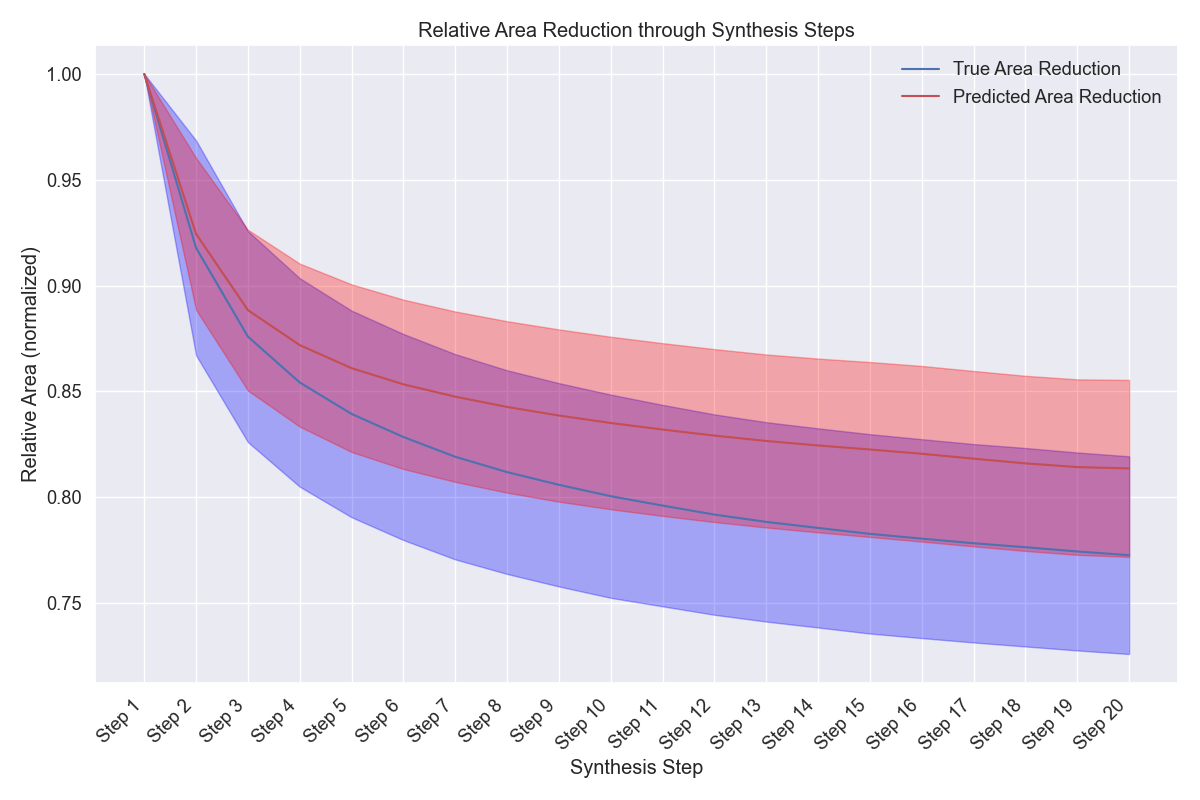 Relative Area Reduction through Synthesis Steps
True Area Reduction
Predicted Area Reduction
Relative Area (normalized)
1.00
0.95
0.90
0.85
0.80
0.75
Step 1
Step 2
Step 3
Step 4
Step 5
Step 6
Step 7
Step 8
Step 9
Step 10
Step 11
Step 12
Step 13
Step 14
Step 15
Step 16
Step 17
Step 18
Step 19
Step 20
Synthesis Step